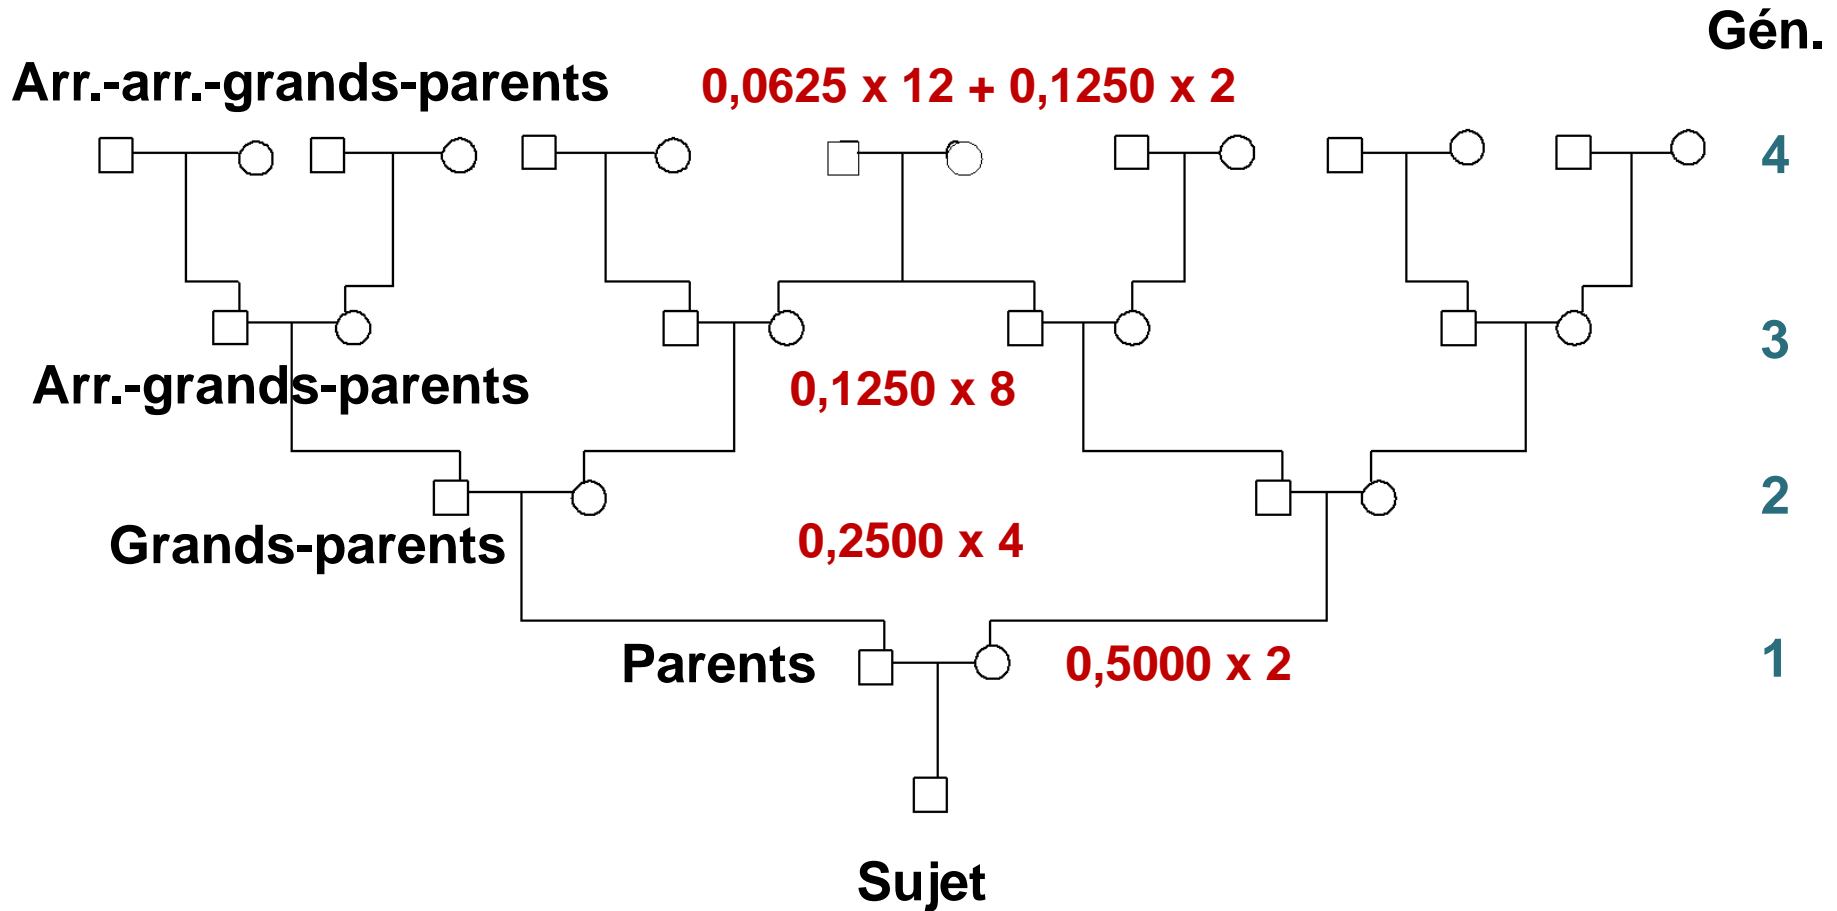 Gén.
Arr.-arr.-grands-parents 0,0625 x 12 + 0,1250 x 2
4
3
Arr.-grands-parents 0,1250 x 8
2
Grands-parents 0,2500 x 4
Parents 0,5000 x 2 1
Sujet